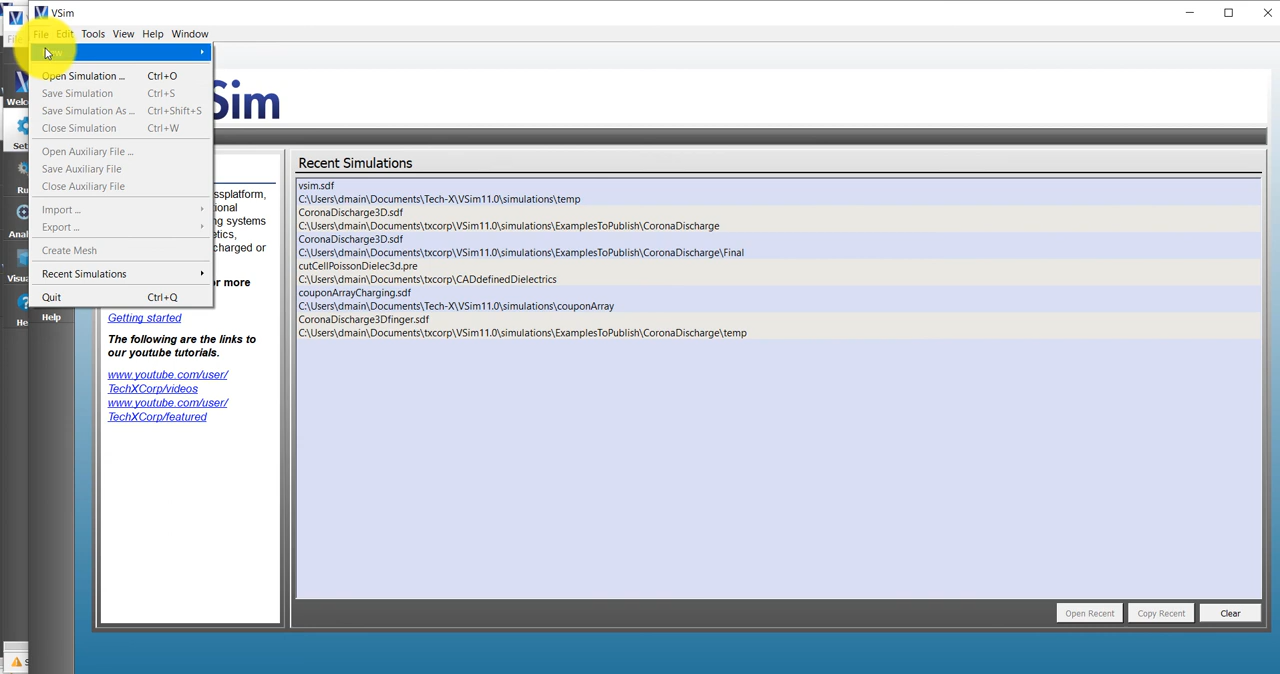 VSim
File Edit Tools View Help Window
Open Simulation ... Ctrl+O
Save Simulation Ctrl+S
Save Simulation As ... Ctrl+Shift+S
Close Simulation Ctrl+W
Open Auxiliary File ...
Save Auxiliary File
Close Auxiliary File
Import ...
Export ...
Create Mesh
Recent Simulations
Quit Ctrl+Q
Sim
Recent Simulations
vsim.sdf
C:\Users\dmain\Documents\Tech-X\VSim11.0\simulations\temp
CoronaDischarge3D.sdf
C:\Users\dmain\Documents\txcorp\VSim11.0\simulations\ExamplesToPublish\CoronaDischarge
CoronaDischarge3D.sdf
C:\Users\dmain\Documents\txcorp\VSim11.0\simulations\ExamplesToPublish\CoronaDischarge\Final
cutCellPoissonDielec3d.pre
C:\Users\dmain\Documents\txcorp\CADdefinedDielectrics
couponArrayCharging.sdf
C:\Users\dmain\Documents\Tech-X\VSim11.0\simulations\couponArray
CoronaDischarge3Dfinger.sdf
C:\Users\dmain\Documents\txcorp\VSim11.0\simulations\ExamplesToPublish\CoronaDischarge\temp
ssplatform,
ional
g systems
etics,
charged or
or more
Getting started
The following are the links to
our youtube tutorials.
www.youtube.com/user/
TechXCorp/videos
www.youtube.com/user/
TechXCorp/featured
Welc
Set
Ru
Anal
Visua
He
Help
Open Recent Copy Recent Clear